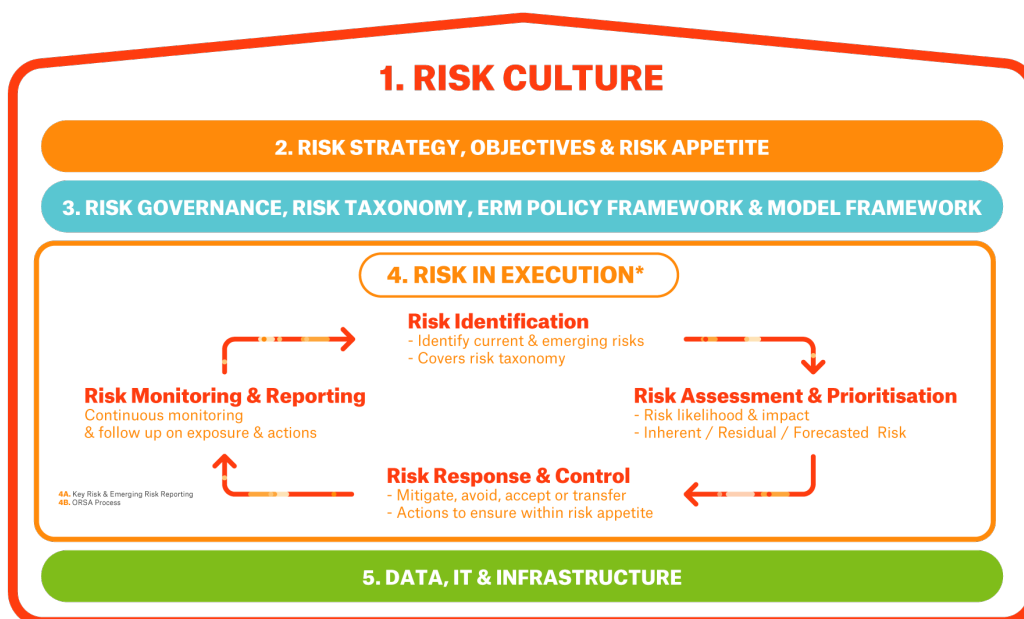 1. RISK CULTURE
2. RISK STRATEGY, OBJECTIVES & RISK APPETITE
3. RISK GOVERNANCE, RISK TAXONOMY, ERM POLICY FRAMEWORK & MODEL FRAMEWORK
4. RISK IN EXECUTION*
Risk Identification
- Identify current & emerging risks
- Covers risk taxonomy
Risk Assessment & Prioritisation
- Risk likelihood & impact
- Inherent / Residual / Forecasted Risk
Risk Response & Control
- Mitigate, avoid, accept or transfer
- Actions to ensure within risk appetite
Risk Monitoring & Reporting
Continuous monitoring
& follow up on exposure & actions
4A. Key Risk & Emerging Risk Reporting
4B. ORSA Process
5. DATA, IT & INFRASTRUCTURE